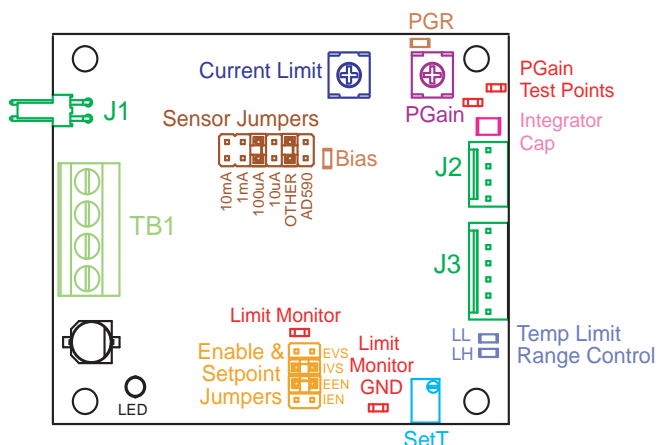 PGR
Current Limit
PGain
Test Points
J1
PGain
Integrator
Cap
Sensor Jumpers
Bias
J2
10mA
1mA
100uA
10uA
OTHER
AD590
TB1
J3
Limit Monitor
Limit
Monitor
GND
LL
LH
Temp Limit
Range Control
Enable &
Setpoint
Jumpers
EVS
IVS
EEN
IEN
LED
SetT